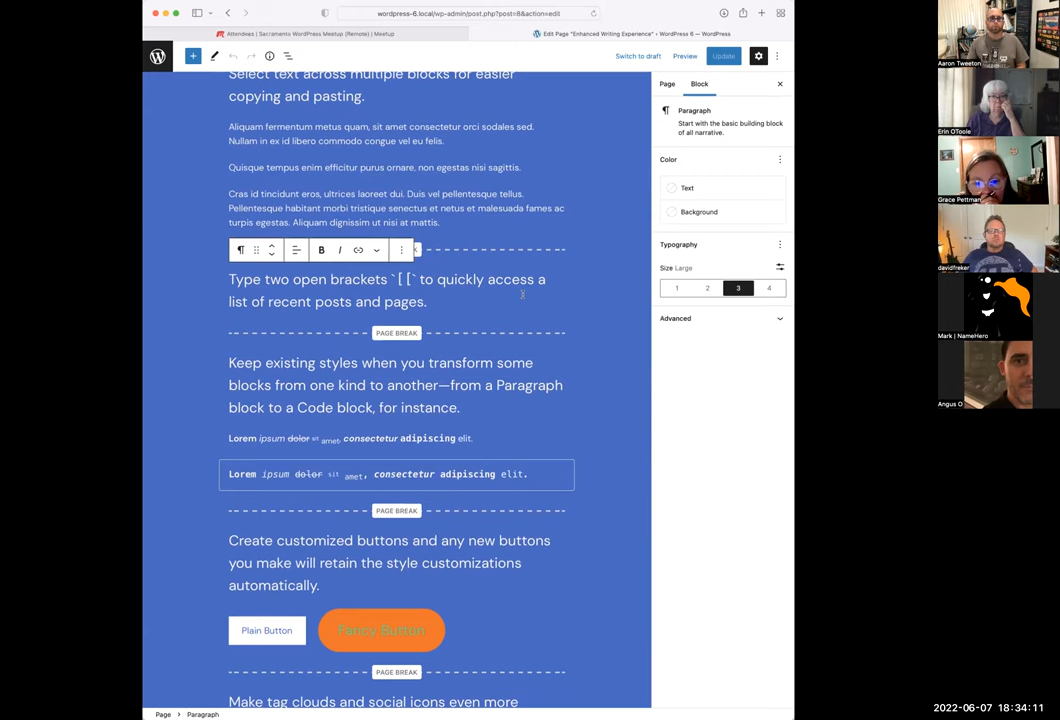 wordpress-6.local/wp-admin/post.php?post=8&action=edit
Attendees | Sacramento WordPress Meetup (Remote) | Meetup
Edit Page "Enhanced Writing Experience" ‹ WordPress 6 — WordPress
Switch to draft
Preview
Update
Select text across multiple blocks for easier
copying and pasting.
Aliquam fermentum metus quam, sit amet consectetur orci sodales sed.
Nullam in ex id libero commodo congue vel eu felis.
Quisque tempus enim efficitur purus ornare, non egestas nisi sagittis.
Cras id tincidunt eros, ultrices laoreet dui. Duis vel pellentesque tellus.
Pellentesque habitant morbi tristique senectus et netus et malesuada fames ac
turpis egestas. Aliquam dignissim ut nisi at mattis.
B I
Type two open brackets `[[` to quickly access a
list of recent posts and pages.
PAGE BREAK
Keep existing styles when you transform some
blocks from one kind to another—from a Paragraph
block to a Code block, for instance.
Lorem ipsum dolor sit amet, consectetur adipiscing elit.
Lorem ipsum dolor sit amet, consectetur adipiscing elit.
PAGE BREAK
Create customized buttons and any new buttons
you make will retain the style customizations
automatically.
Plain Button
Fancy Button
PAGE BREAK
Make tag clouds and social icons even more
Page > Paragraph
Page
Block
Paragraph
Start with the basic building block
of all narrative.
Color
Text
Background
Typography
Size Large
1 2 3 4
Advanced
Aaron Tweeton
Erin OToole
Grace Pettman
davidfreker
Mark | NameHero
Angus O
2022-06-07 18:34:11